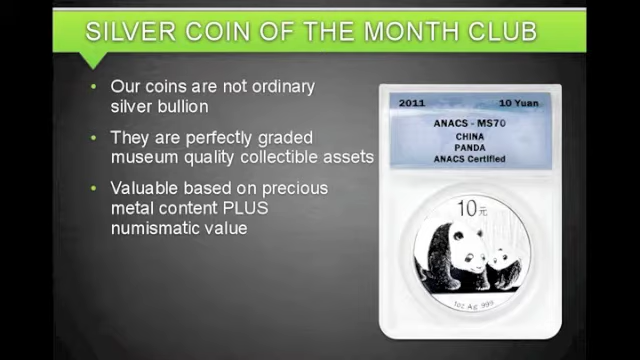 SILVER COIN OF THE MONTH CLUB
• Our coins are not ordinary
silver bullion
• They are perfectly graded
museum quality collectible assets
• Valuable based on precious
metal content PLUS
numismatic value
2011 10 Yuan
ANACS - MS70
CHINA
PANDA
ANACS Certified
10元
1oz Ag .999